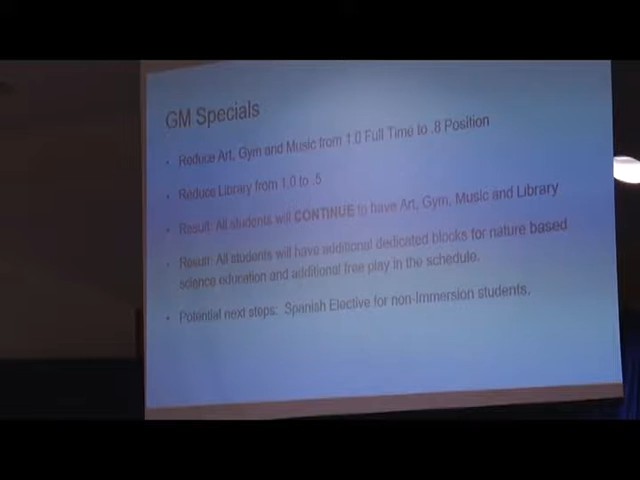 GM Specials
• Reduce Art, Gym and Music from 1.0 Full Time to .8 Position
• Reduce Library from 1.0 to .5
• Result: All students will CONTINUE to have Art, Gym, Music and Library
• Result: All students will have additional dedicated blocks for nature based
science education and additional free play in the schedule.
• Potential next steps: Spanish Elective for non-Immersion students.